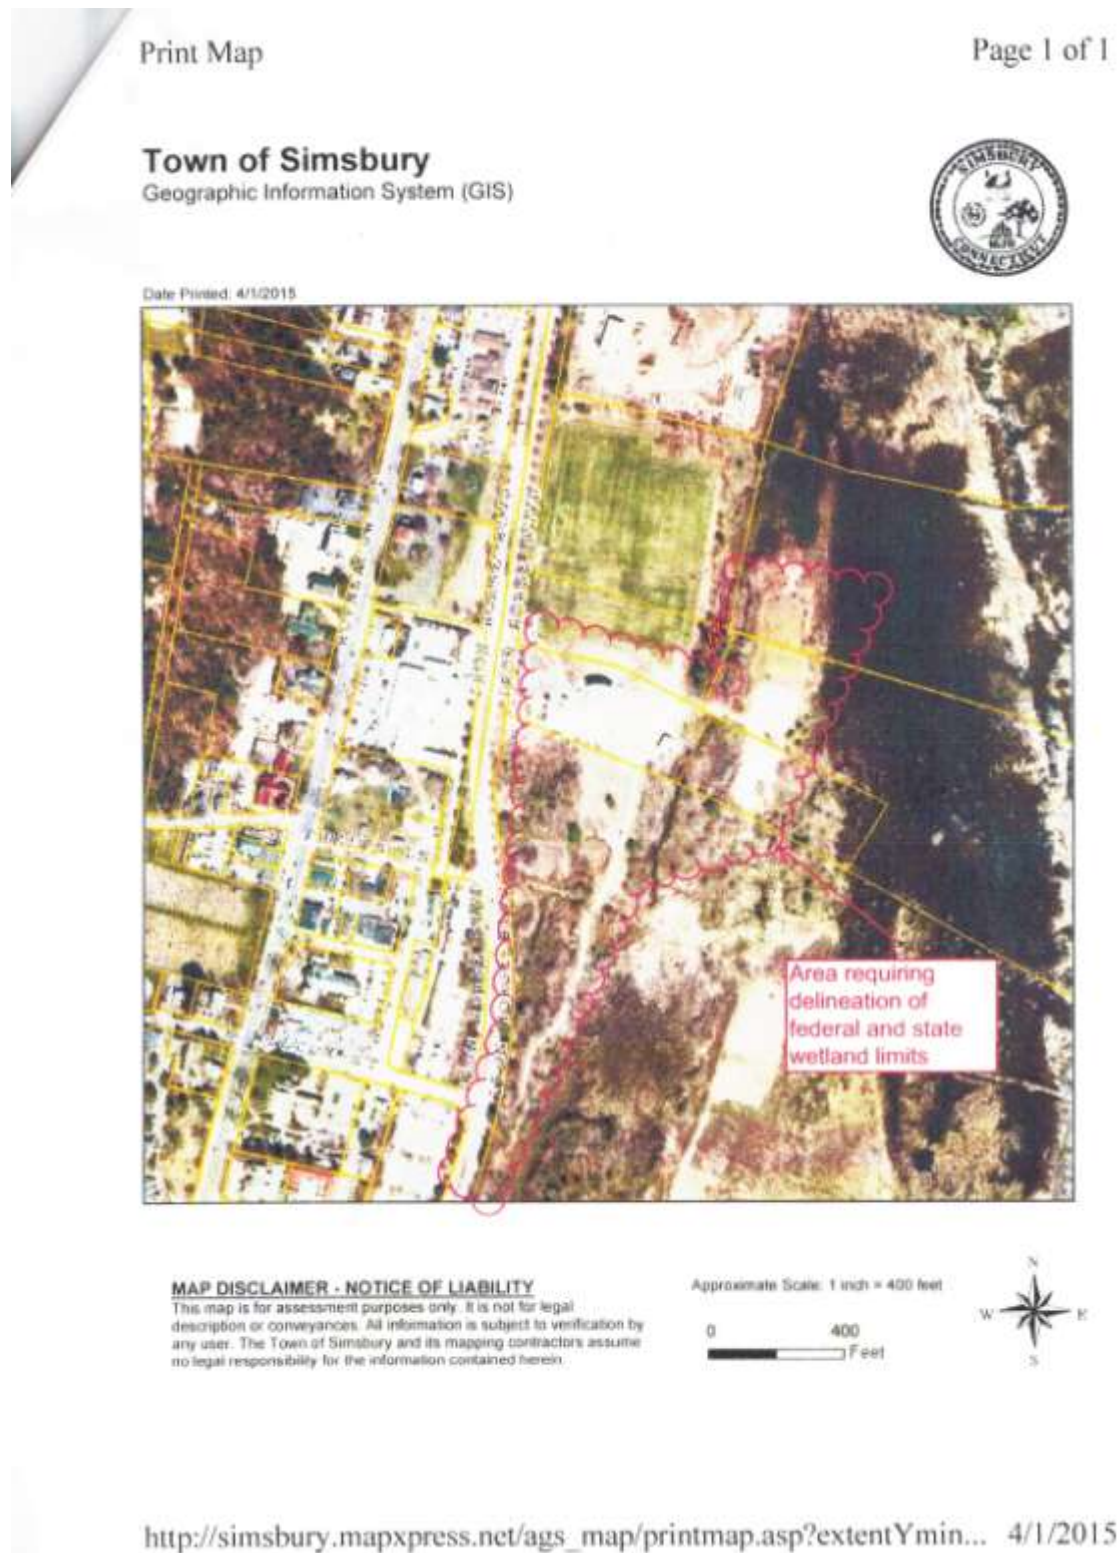 Print Map
Page 1 of 1
Town of Simsbury
Geographic Information System (GIS)
SIMSBURY
CONNECTICUT
Date Printed: 4/1/2015
Area requiring
delineation of
federal and state
wetland limits
MAP DISCLAIMER - NOTICE OF LIABILITY
This map is for assessment purposes only. It is not for legal
description or conveyances. All information is subject to verification by
any user. The Town of Simsbury and its mapping contractors assume
no legal responsibility for the information contained herein.
Approximate Scale: 1 inch = 400 feet
0
400
Feet
N
W
E
S
http://simsbury.mapxpress.net/ags_map/printmap.asp?extentYmin...
4/1/2015